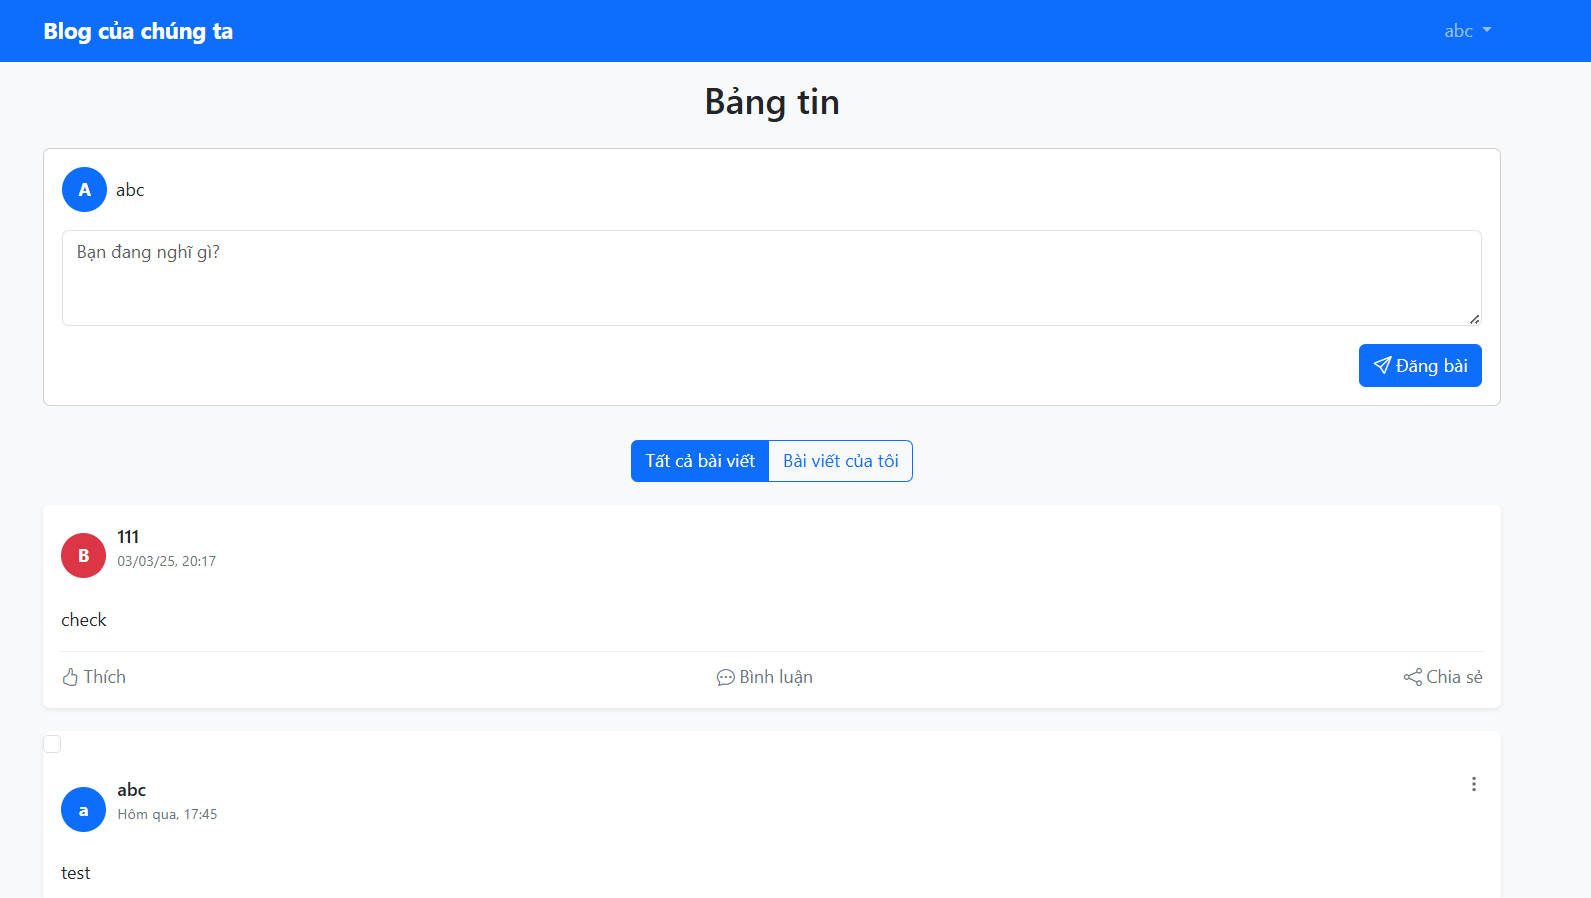 Blog của chúng ta
abc
Bảng tin
A
abc
Bạn đang nghĩ gì?
Đăng bài
Tất cả bài viết
Bài viết của tôi
B
111
03/03/25, 20:17
check
Thích
Bình luận
Chia sẻ
a
abc
Hôm qua, 17:45
test